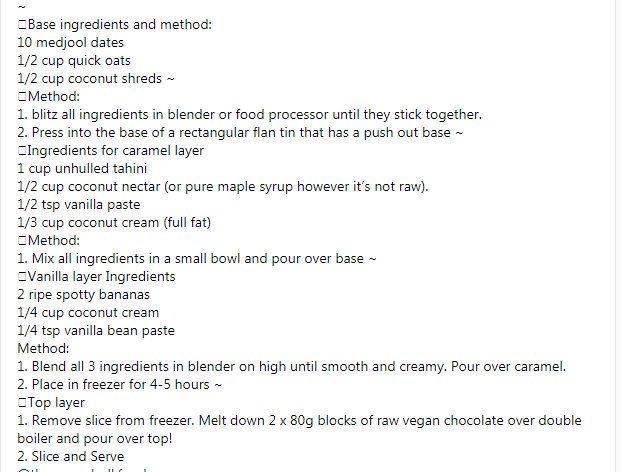 ~
□Base ingredients and method:
10 medjool dates
1/2 cup quick oats
1/2 cup coconut shreds ~
□Method:
1. blitz all ingredients in blender or food processor until they stick together.
2. Press into the base of a rectangular flan tin that has a push out base ~
□Ingredients for caramel layer
1 cup unhulled tahini
1/2 cup coconut nectar (or pure maple syrup however it's not raw).
1/2 tsp vanilla paste
1/3 cup coconut cream (full fat)
□Method:
1. Mix all ingredients in a small bowl and pour over base ~
□Vanilla layer Ingredients
2 ripe spotty bananas
1/4 cup coconut cream
1/4 tsp vanilla bean paste
Method:
1. Blend all 3 ingredients in blender on high until smooth and creamy. Pour over caramel.
2. Place in freezer for 4-5 hours ~
□Top layer
1. Remove slice from freezer. Melt down 2 x 80g blocks of raw vegan chocolate over double
boiler and pour over top!
2. Slice and Serve